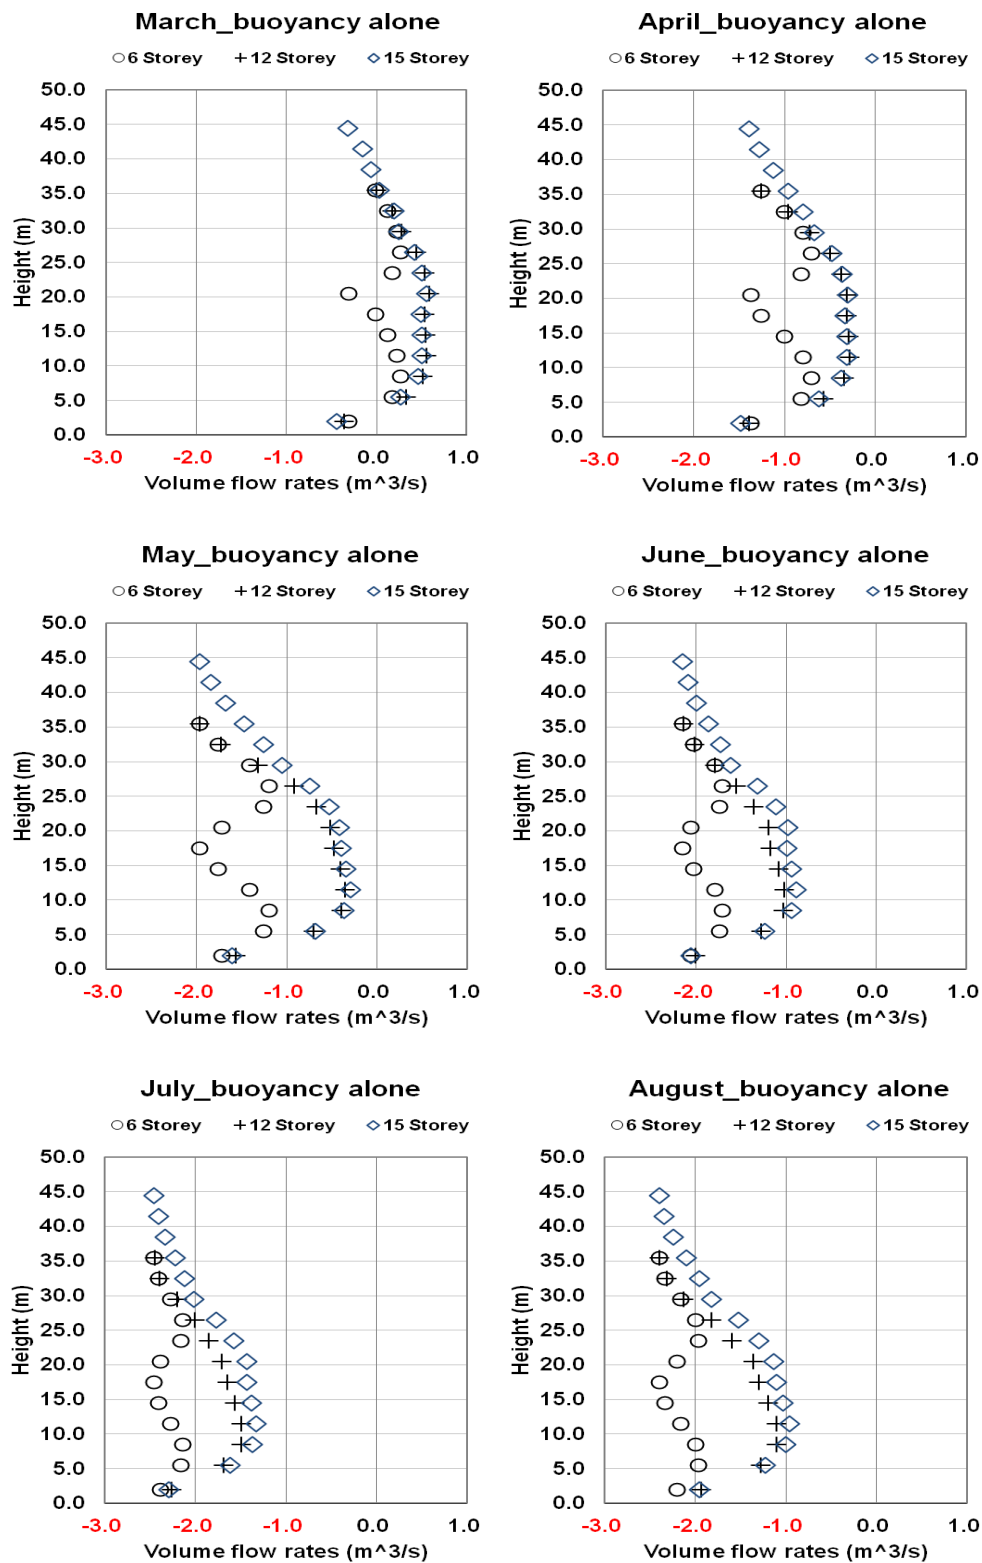 March_buoyancy alone
6 Storey 12 Storey 15 Storey
50.0
45.0
40.0
35.0
30.0
25.0
20.0
15.0
10.0
5.0
0.0
Height (m)
-3.0 -2.0 -1.0 0.0 1.0
Volume flow rates (m^3/s)
April_buoyancy alone
6 Storey 12 Storey 15 Storey
50.0
45.0
40.0
35.0
30.0
25.0
20.0
15.0
10.0
5.0
0.0
Height (m)
-3.0 -2.0 -1.0 0.0 1.0
Volume flow rates (m^3/s)
May_buoyancy alone
6 Storey 12 Storey 15 Storey
50.0
45.0
40.0
35.0
30.0
25.0
20.0
15.0
10.0
5.0
0.0
Height (m)
-3.0 -2.0 -1.0 0.0 1.0
Volume flow rates (m^3/s)
June_buoyancy alone
6 Storey 12 Storey 15 Storey
50.0
45.0
40.0
35.0
30.0
25.0
20.0
15.0
10.0
5.0
0.0
Height (m)
-3.0 -2.0 -1.0 0.0 1.0
Volume flow rates (m^3/s)
July_buoyancy alone
6 Storey 12 Storey 15 Storey
50.0
45.0
40.0
35.0
30.0
25.0
20.0
15.0
10.0
5.0
0.0
Height (m)
-3.0 -2.0 -1.0 0.0 1.0
Volume flow rates (m^3/s)
August_buoyancy alone
6 Storey 12 Storey 15 Storey
50.0
45.0
40.0
35.0
30.0
25.0
20.0
15.0
10.0
5.0
0.0
Height (m)
-3.0 -2.0 -1.0 0.0 1.0
Volume flow rates (m^3/s)